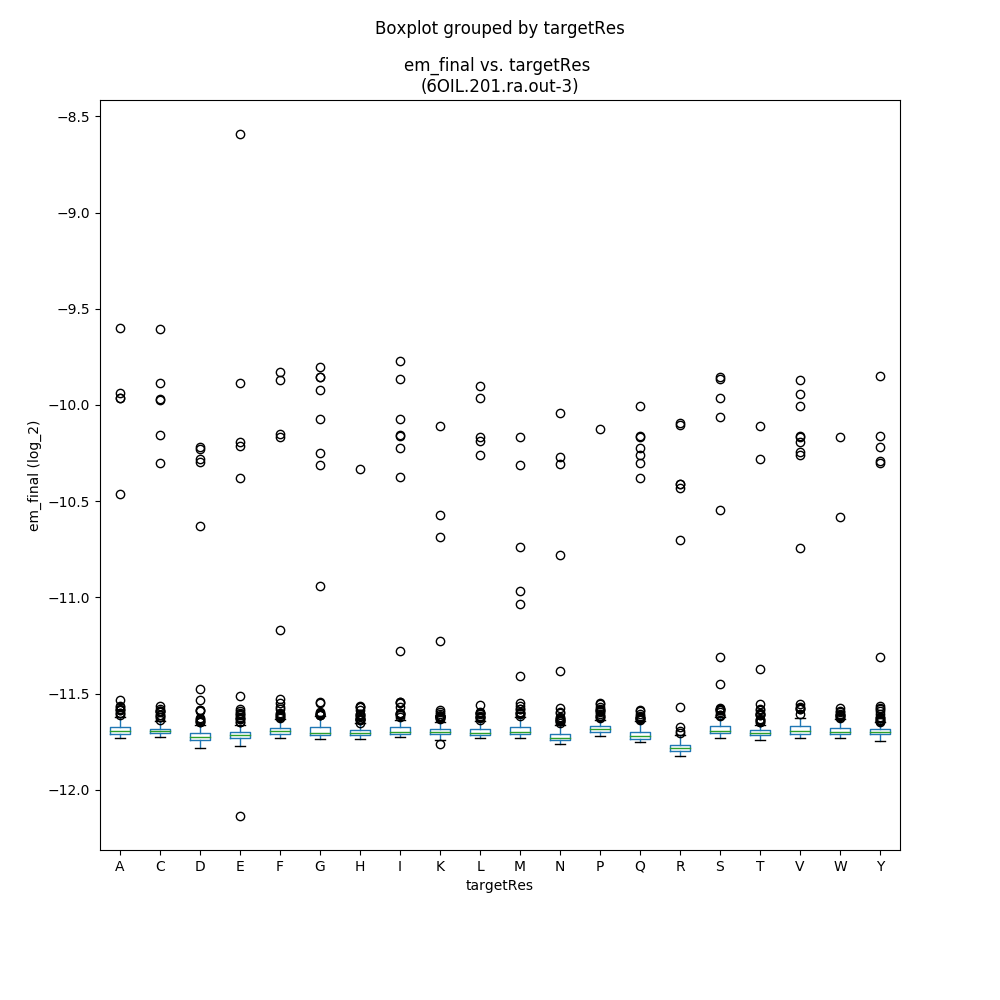 Boxplot grouped by targetRes
em_final vs. targetRes
(6OIL.201.ra.out-3)
−8.5
−9.0
−9.5
−10.0
−10.5
−11.0
−11.5
−12.0
em_final (log_2)
A C D E F G H I K L M N P Q R S T V W Y
targetRes